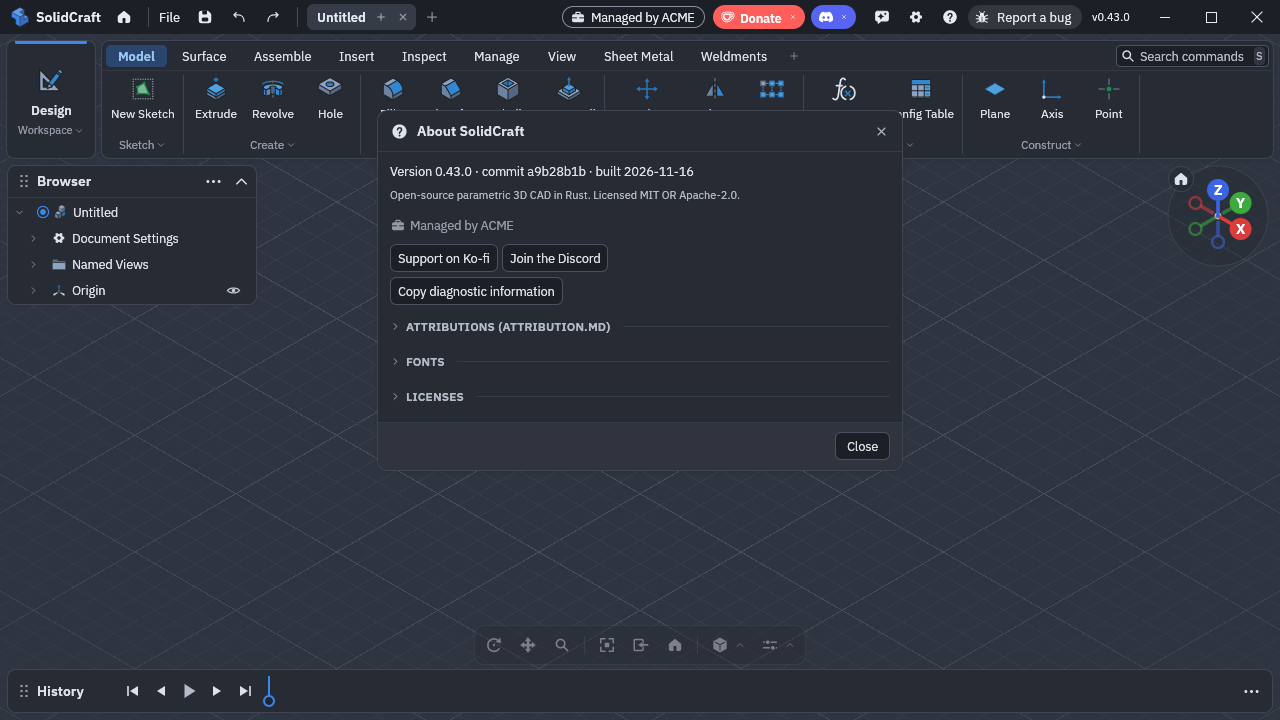 SolidCraft
File
Untitled
Managed by ACME
Donate
Report a bug
v0.43.0
Model
Surface
Assemble
Insert
Inspect
Manage
View
Sheet Metal
Weldments
Search commands
S
Design
Workspace
New Sketch
Extrude
Revolve
Hole
Table
Plane
Axis
Point
Sketch
Create
Construct
Browser
Untitled
Document Settings
Named Views
Origin
About SolidCraft
Version 0.43.0 · commit a9b28b1b · built 2026-11-16
Open-source parametric 3D CAD in Rust. Licensed MIT OR Apache-2.0.
Managed by ACME
Support on Ko-fi
Join the Discord
Copy diagnostic information
ATTRIBUTIONS (ATTRIBUTION.MD)
FONTS
LICENSES
Close
Z
Y
X
History